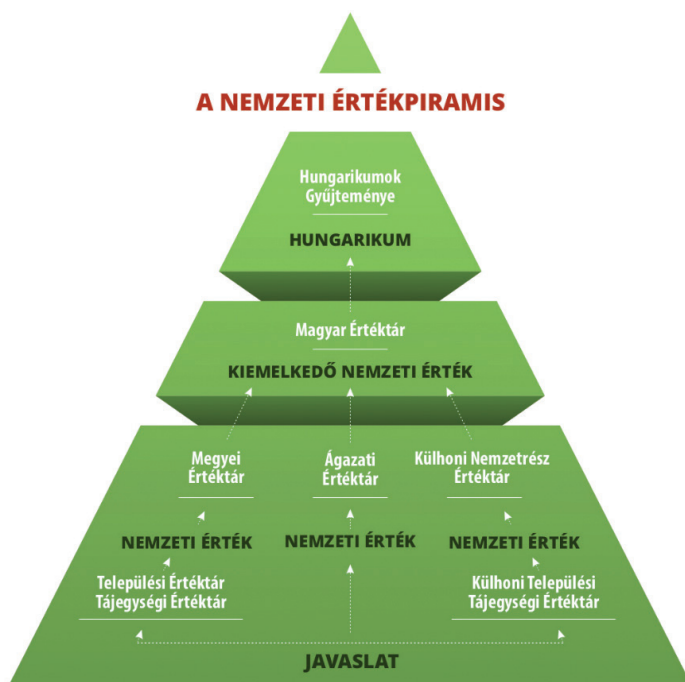 A NEMZETI ÉRTÉKPIRAMIS
Hungarikumok
Gyűjteménye
HUNGARIKUM
Magyar Értéktár
KIEMELKEDŐ NEMZETI ÉRTÉK
Megyei
Értéktár
Ágazati
Értéktár
Külhoni Nemzetrész
Értéktár
NEMZETI ÉRTÉK
NEMZETI ÉRTÉK
NEMZETI ÉRTÉK
Települési Értéktár
Tájegységi Értéktár
Külhoni Települési
Tájegységi Értéktár
JAVASLAT